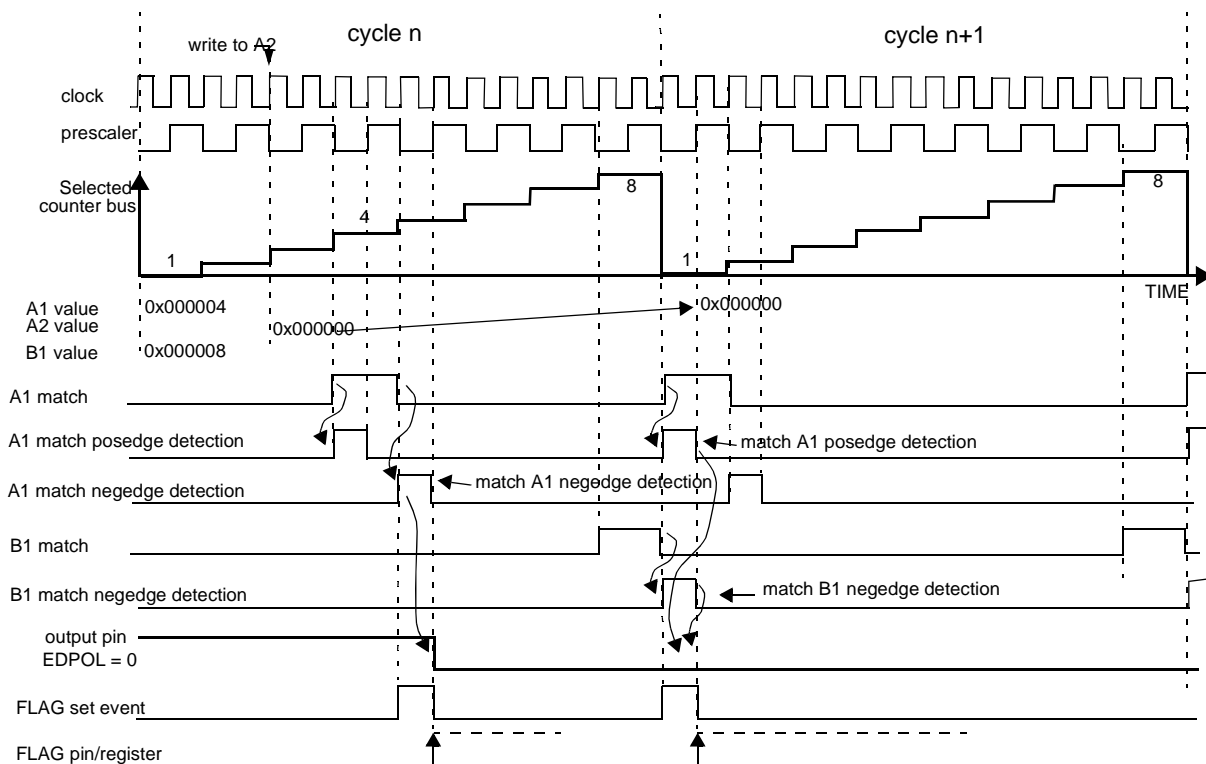 cycle n
cycle n+1
write to A2
clock
prescaler
Selected
counter bus
1
4
8
1
8
TIME
A1 value
0x000004
0x000000
A2 value
0x000000
B1 value
0x000008
A1 match
A1 match posedge detection
match A1 posedge detection
A1 match negedge detection
match A1 negedge detection
B1 match
B1 match negedge detection
match B1 negedge detection
output pin
EDPOL = 0
FLAG set event
FLAG pin/register